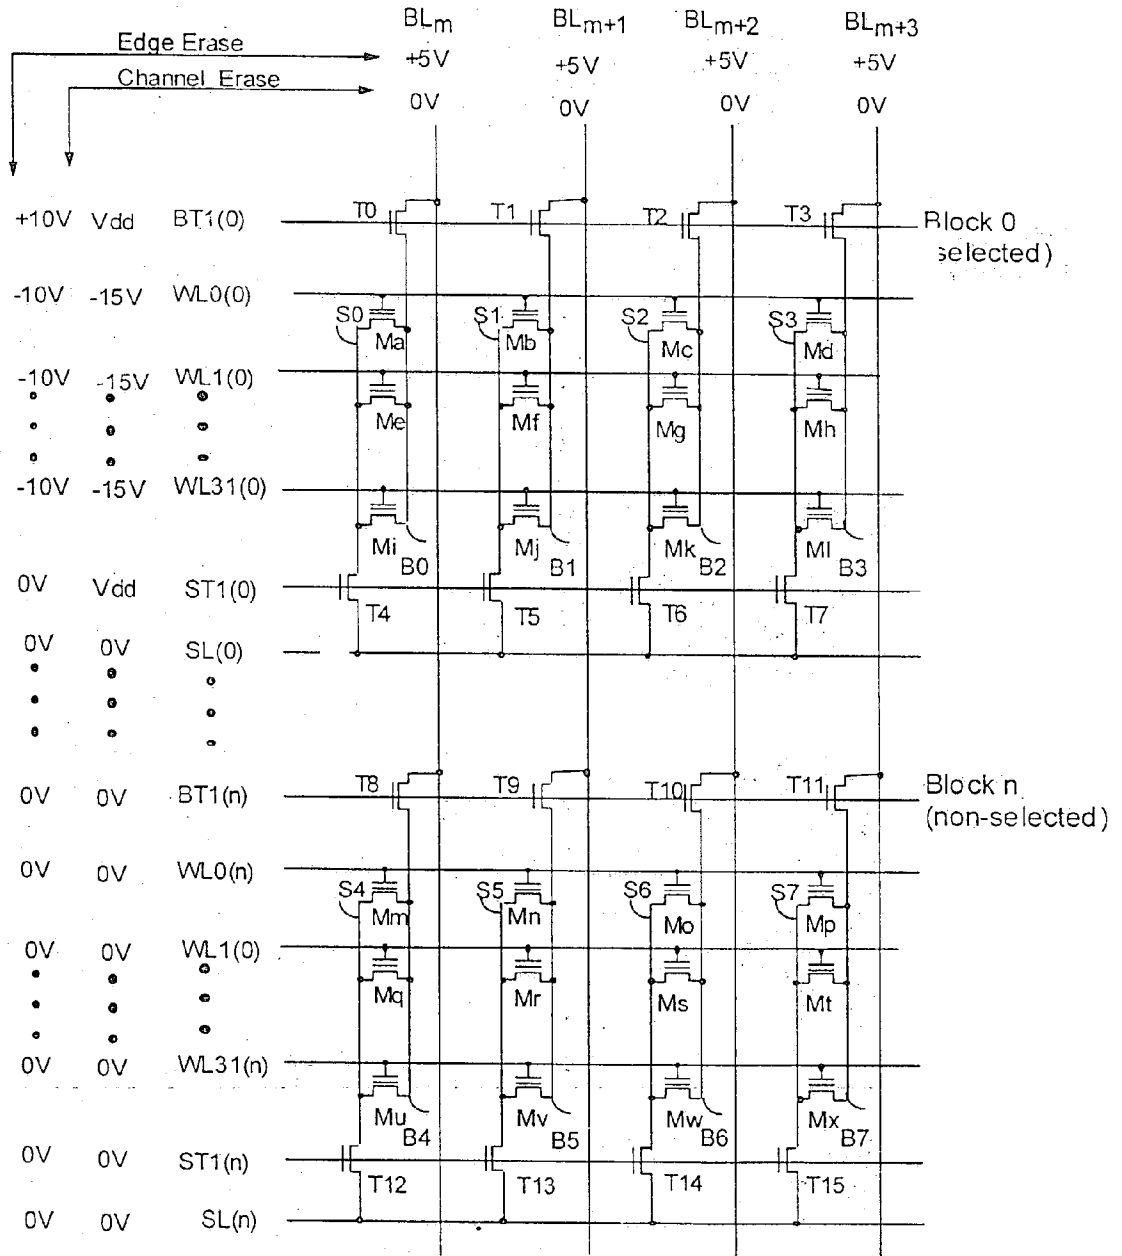 BLm BLm+1 BLm+2 BLm+3
Edge Erase
+5V +5V +5V +5V
Channel Erase
0V 0V 0V 0V
+10V Vdd BT1(0) T0 T1 T2 T3 Block 0
selected)
-10V -15V WL0(0)
S0 S1 S2 S3
Ma Mb Mc Md
-10V -15V WL1(0)
Me Mf Mg Mh
-10V -15V WL31(0)
Mi Mj Mk Ml
B0 B1 B2 B3
0V Vdd ST1(0)
T4 T5 T6 T7
0V 0V SL(0)
T8 T9 T10 T11 Block n
0V 0V BT1(n) (non-selected)
0V 0V WL0(n)
S4 S5 S6 S7
Mm Mn Mo Mp
0V 0V WL1(0)
Mq Mr Ms Mt
0V 0V WL31(n)
Mu Mv Mw Mx
B4 B5 B6 B7
0V 0V ST1(n)
T12 T13 T14 T15
0V 0V SL(n)